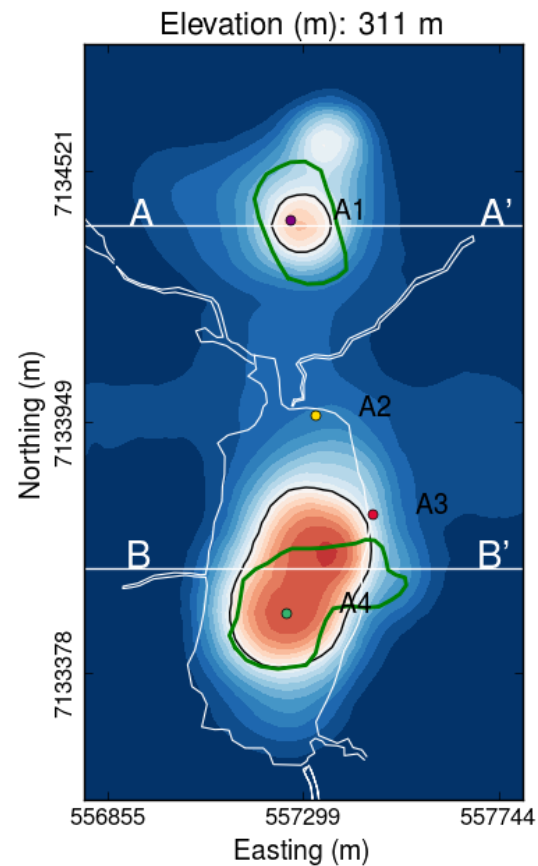 Elevation (m): 311 m
7134521
A A1 A’
Northing (m)
7133949
A2
A3
B B’
A4
7133378
556855 557299 557744
Easting (m)